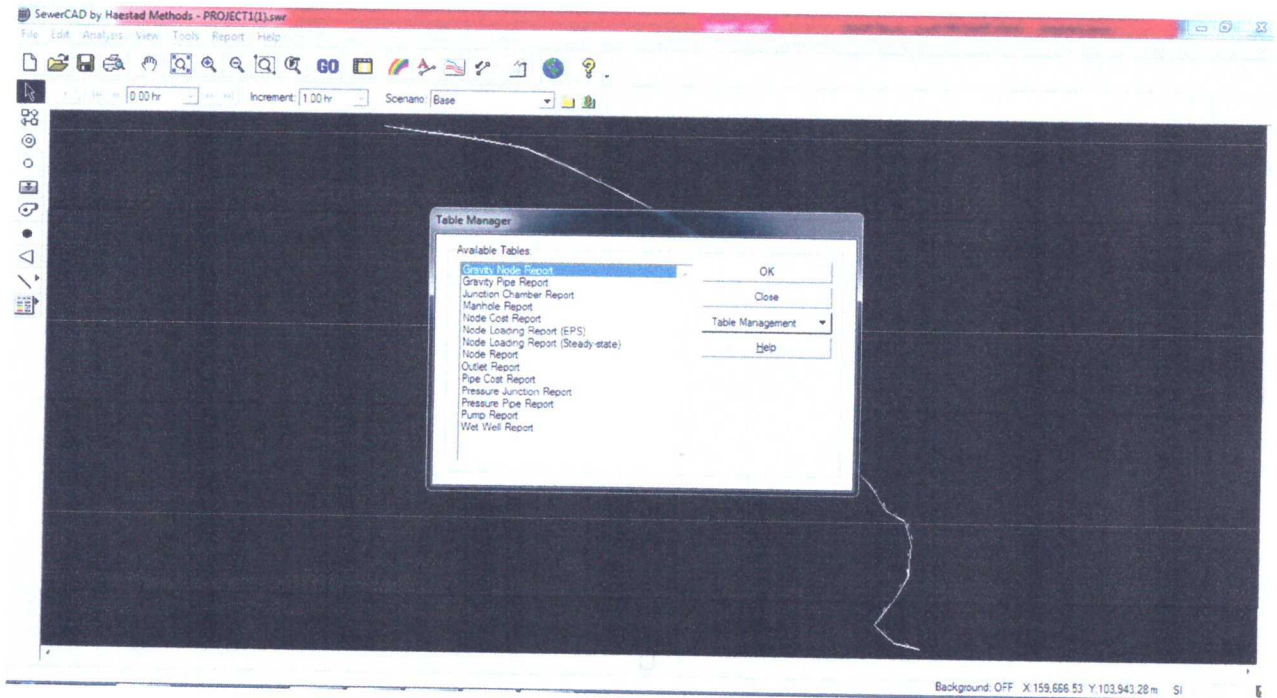 SewerCAD by Haestad Methods - PROJECT1(1).swr
File Edit Analysis View Tools Report Help
GO
0.00 hr Increment: 1.00 hr Scenario: Base
Table Manager
Available Tables:
Gravity Node Report
Gravity Pipe Report
Junction Chamber Report
Manhole Report
Node Cost Report
Node Loading Report (EPS)
Node Loading Report (Steady-state)
Node Report
Outlet Report
Pipe Cost Report
Pressure Junction Report
Pressure Pipe Report
Pump Report
Wet Well Report
OK
Close
Table Management
Help
Background: OFF X:159,666.53 Y:103,943.28 m SI